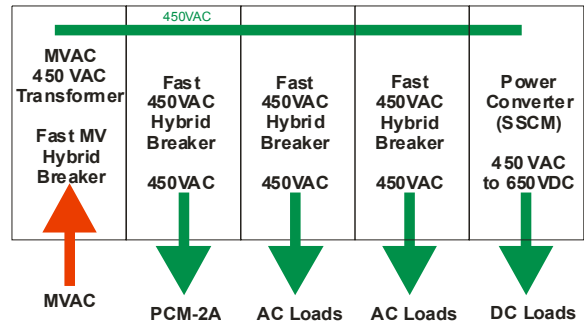 450VAC
MVAC
450 VAC
Transformer
Fast MV
Hybrid
Breaker
MVAC
Fast
450VAC
Hybrid
Breaker
450VAC
PCM-2A
Fast
450VAC
Hybrid
Breaker
450VAC
AC Loads
Fast
450VAC
Hybrid
Breaker
450VAC
AC Loads
Power
Converter
(SSCM)
450 VAC
to 650VDC
DC Loads